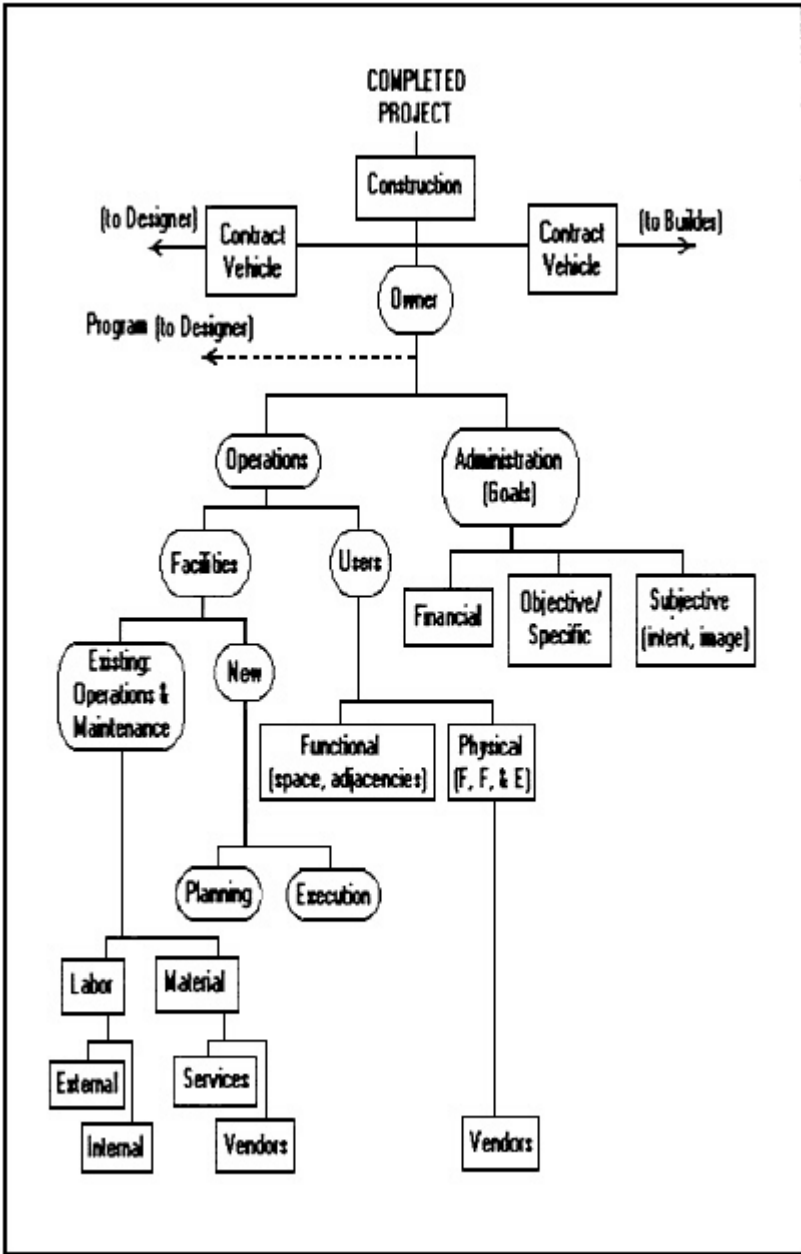 COMPLETED
PROJECT
Construction
(to Designer)
Contract
Vehicle
Contract
Vehicle
(to Builder)
Owner
Program (to Designer)
Operations
Administration
(Goals)
Facilities
Users
Financial
Objective/
Specific
Subjective
(intent, image)
Existing:
Operations &
Maintenance
New
Functional
(space, adjacencies)
Physical
(F, F, & E)
Planning
Execution
Labor
Material
External
Services
Internal
Vendors
Vendors